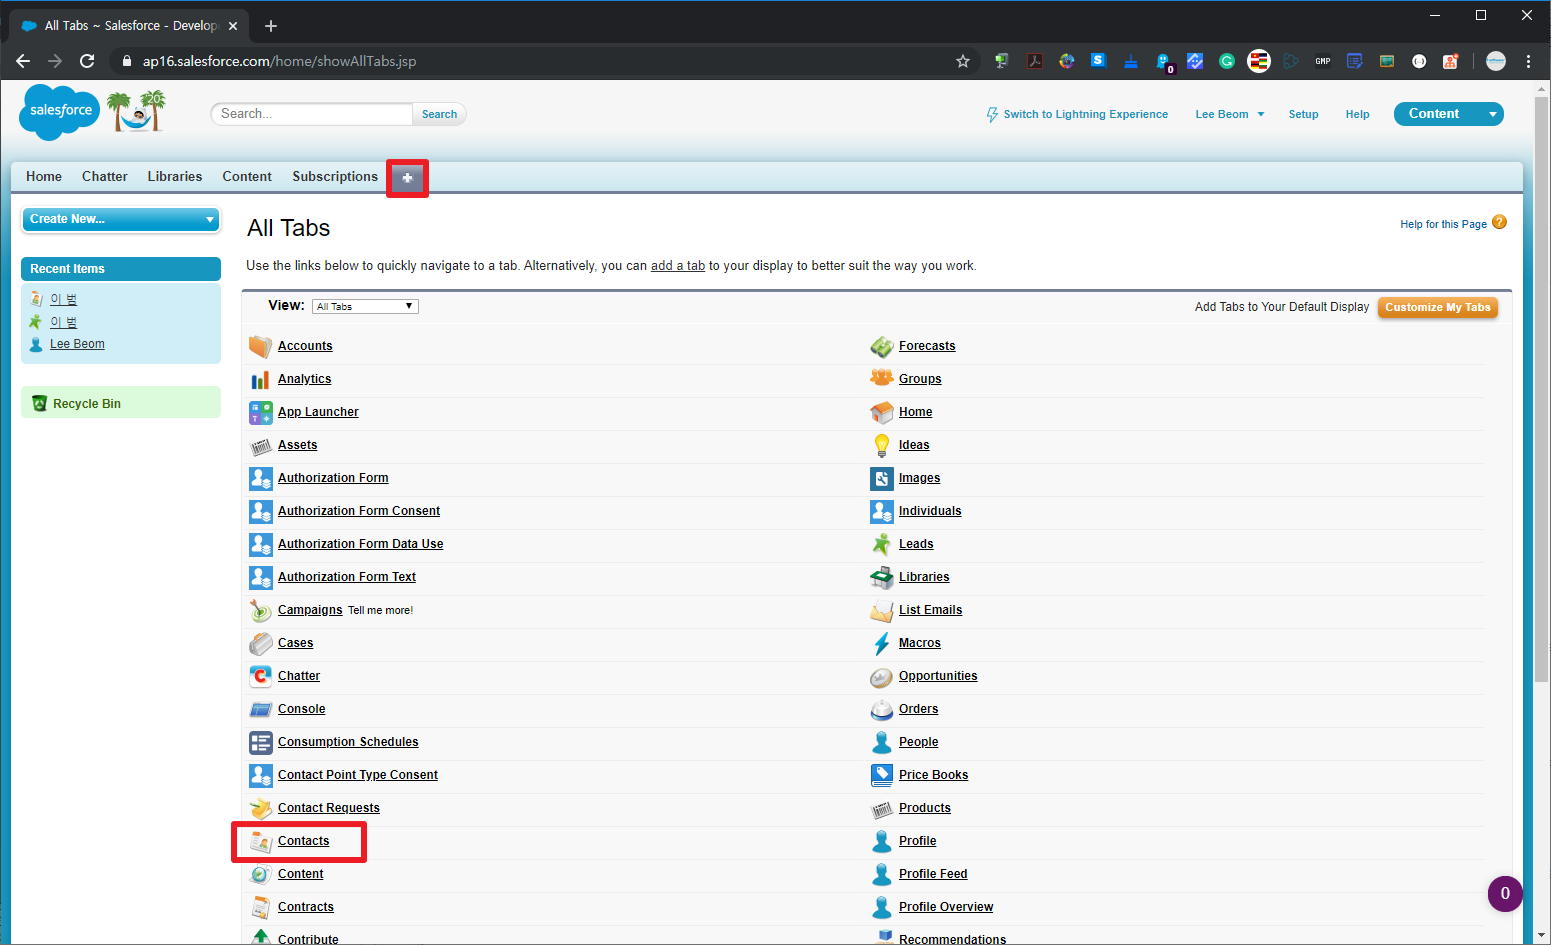 All Tabs ~ Salesforce - Develop
ap16.salesforce.com/home/showAllTabs.jsp
S
0
G
GMP
salesforce
20
Search...
Search
Switch to Lightning Experience
Lee Beom
Setup
Help
Content
Home
Chatter
Libraries
Content
Subscriptions
Create New...
All Tabs
Help for this Page
?
Recent Items
Use the links below to quickly navigate to a tab. Alternatively, you can add a tab to your display to better suit the way you work.
이 범
이 범
Lee Beom
Recycle Bin
View:
All Tabs
Add Tabs to Your Default Display
Customize My Tabs
Accounts
Analytics
App Launcher
Assets
Authorization Form
Authorization Form Consent
Authorization Form Data Use
Authorization Form Text
Campaigns Tell me more!
Cases
Chatter
Console
Consumption Schedules
Contact Point Type Consent
Contact Requests
Contacts
Content
Contracts
Contribute
Forecasts
Groups
Home
Ideas
Images
Individuals
Leads
Libraries
List Emails
Macros
Opportunities
Orders
People
Price Books
Products
Profile
Profile Feed
Profile Overview
Recommendations
0